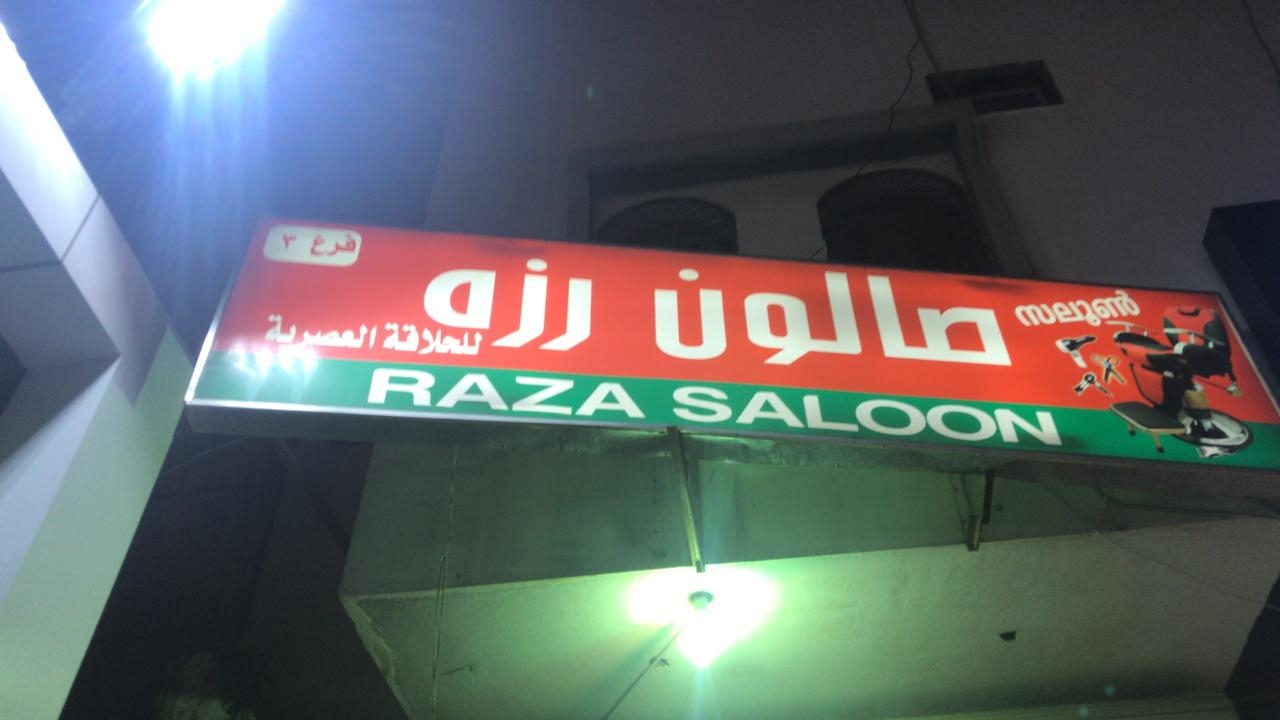 فرع ٣
صالون رزه
സലൂൺ
للحلاقة العصرية
RAZA SALOON